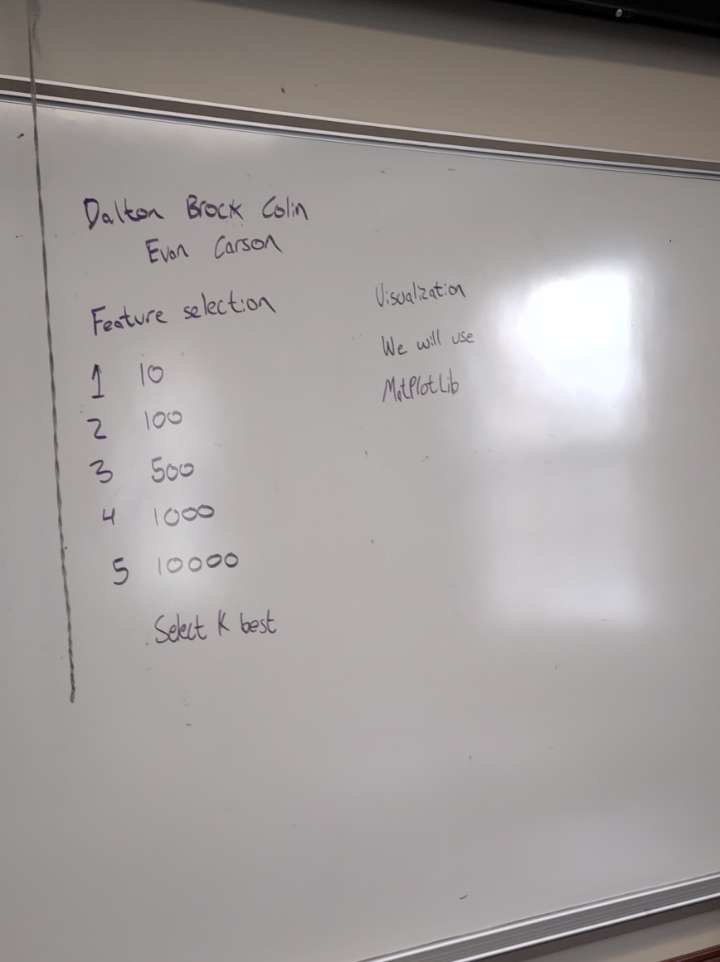 Dalton Brock Colin
Evan Carson
Feature selection
1 10
2 100
3 500
4 1000
5 10000
Select K best
Visualization
We will use
MatPlotLib